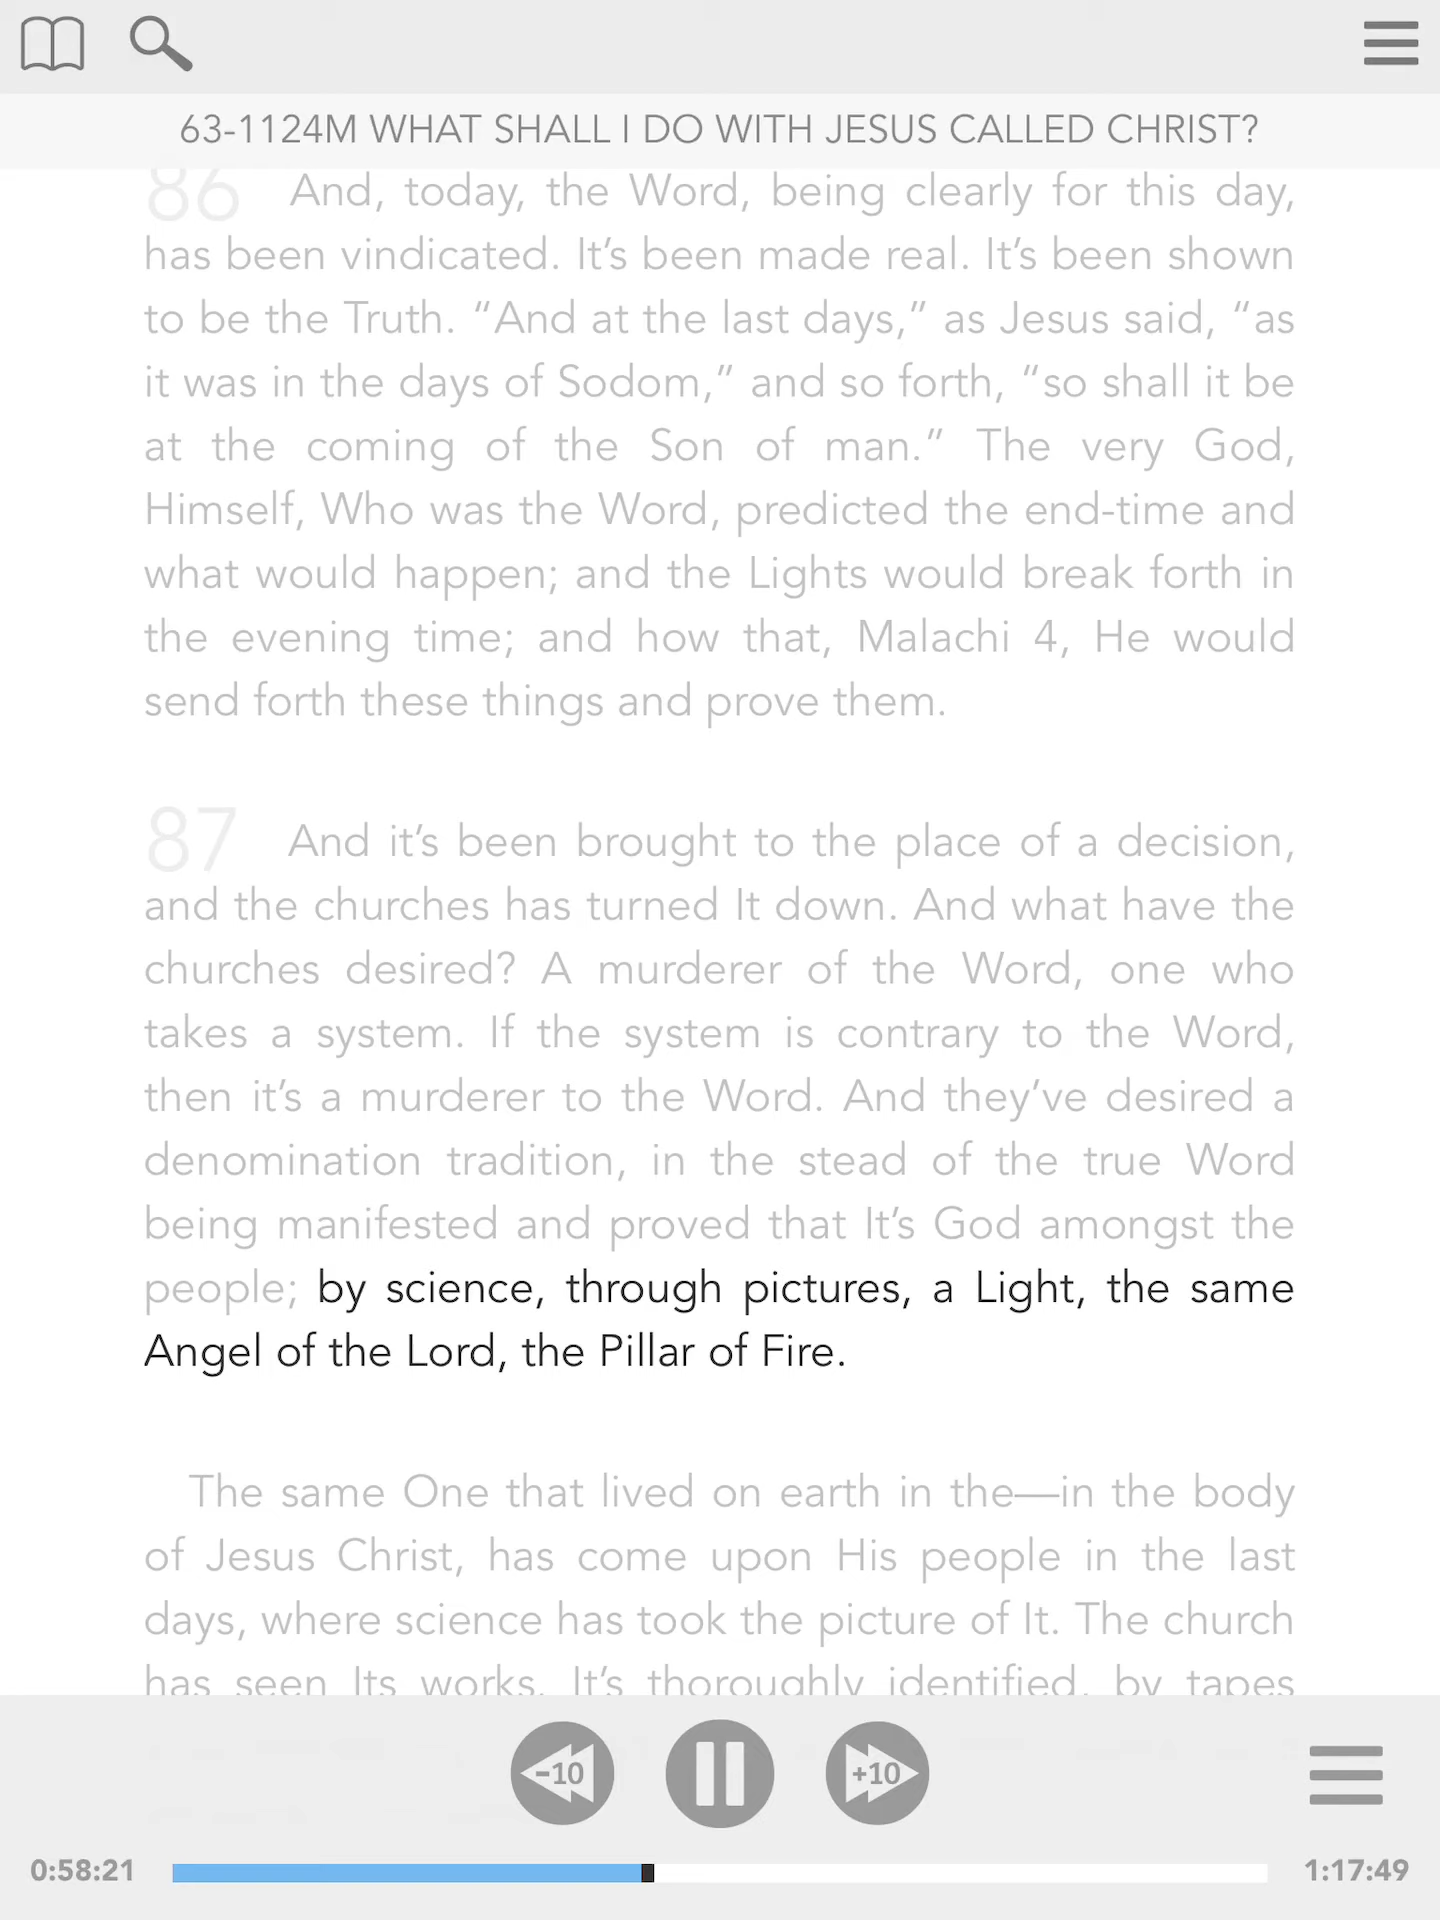 63-1124M WHAT SHALL I DO WITH JESUS CALLED CHRIST?
86 And, today, the Word, being clearly for this day,
has been vindicated. It’s been made real. It’s been shown
to be the Truth. “And at the last days,” as Jesus said, “as
it was in the days of Sodom,” and so forth, “so shall it be
at the coming of the Son of man.” The very God,
Himself, Who was the Word, predicted the end-time and
what would happen; and the Lights would break forth in
the evening time; and how that, Malachi 4, He would
send forth these things and prove them.
87 And it’s been brought to the place of a decision,
and the churches has turned It down. And what have the
churches desired? A murderer of the Word, one who
takes a system. If the system is contrary to the Word,
then it’s a murderer to the Word. And they’ve desired a
denomination tradition, in the stead of the true Word
being manifested and proved that It’s God amongst the
people; by science, through pictures, a Light, the same
Angel of the Lord, the Pillar of Fire.
The same One that lived on earth in the—in the body
of Jesus Christ, has come upon His people in the last
days, where science has took the picture of It. The church
has seen Its works. It’s thoroughly identified, by tapes
-10 +10
0:58:21 1:17:49